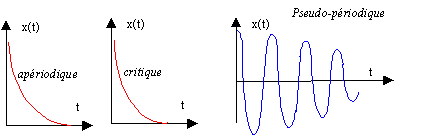 x(t)
apériodique
t
x(t)
critique
t
Pseudo-périodique
x(t)
t